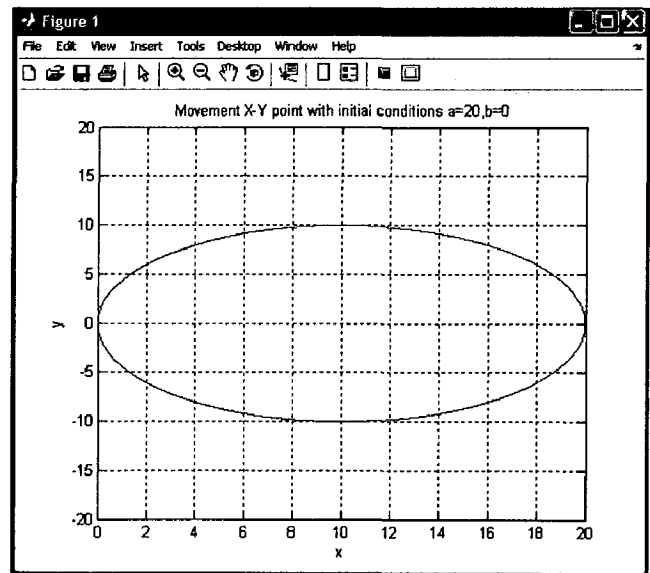 Figure 1
File Edit View Insert Tools Desktop Window Help
Movement X-Y point with initial conditions a=20,b=0
20
15
10
5
0
-5
-10
-15
-20
y
0 2 4 6 8 10 12 14 16 18 20
x